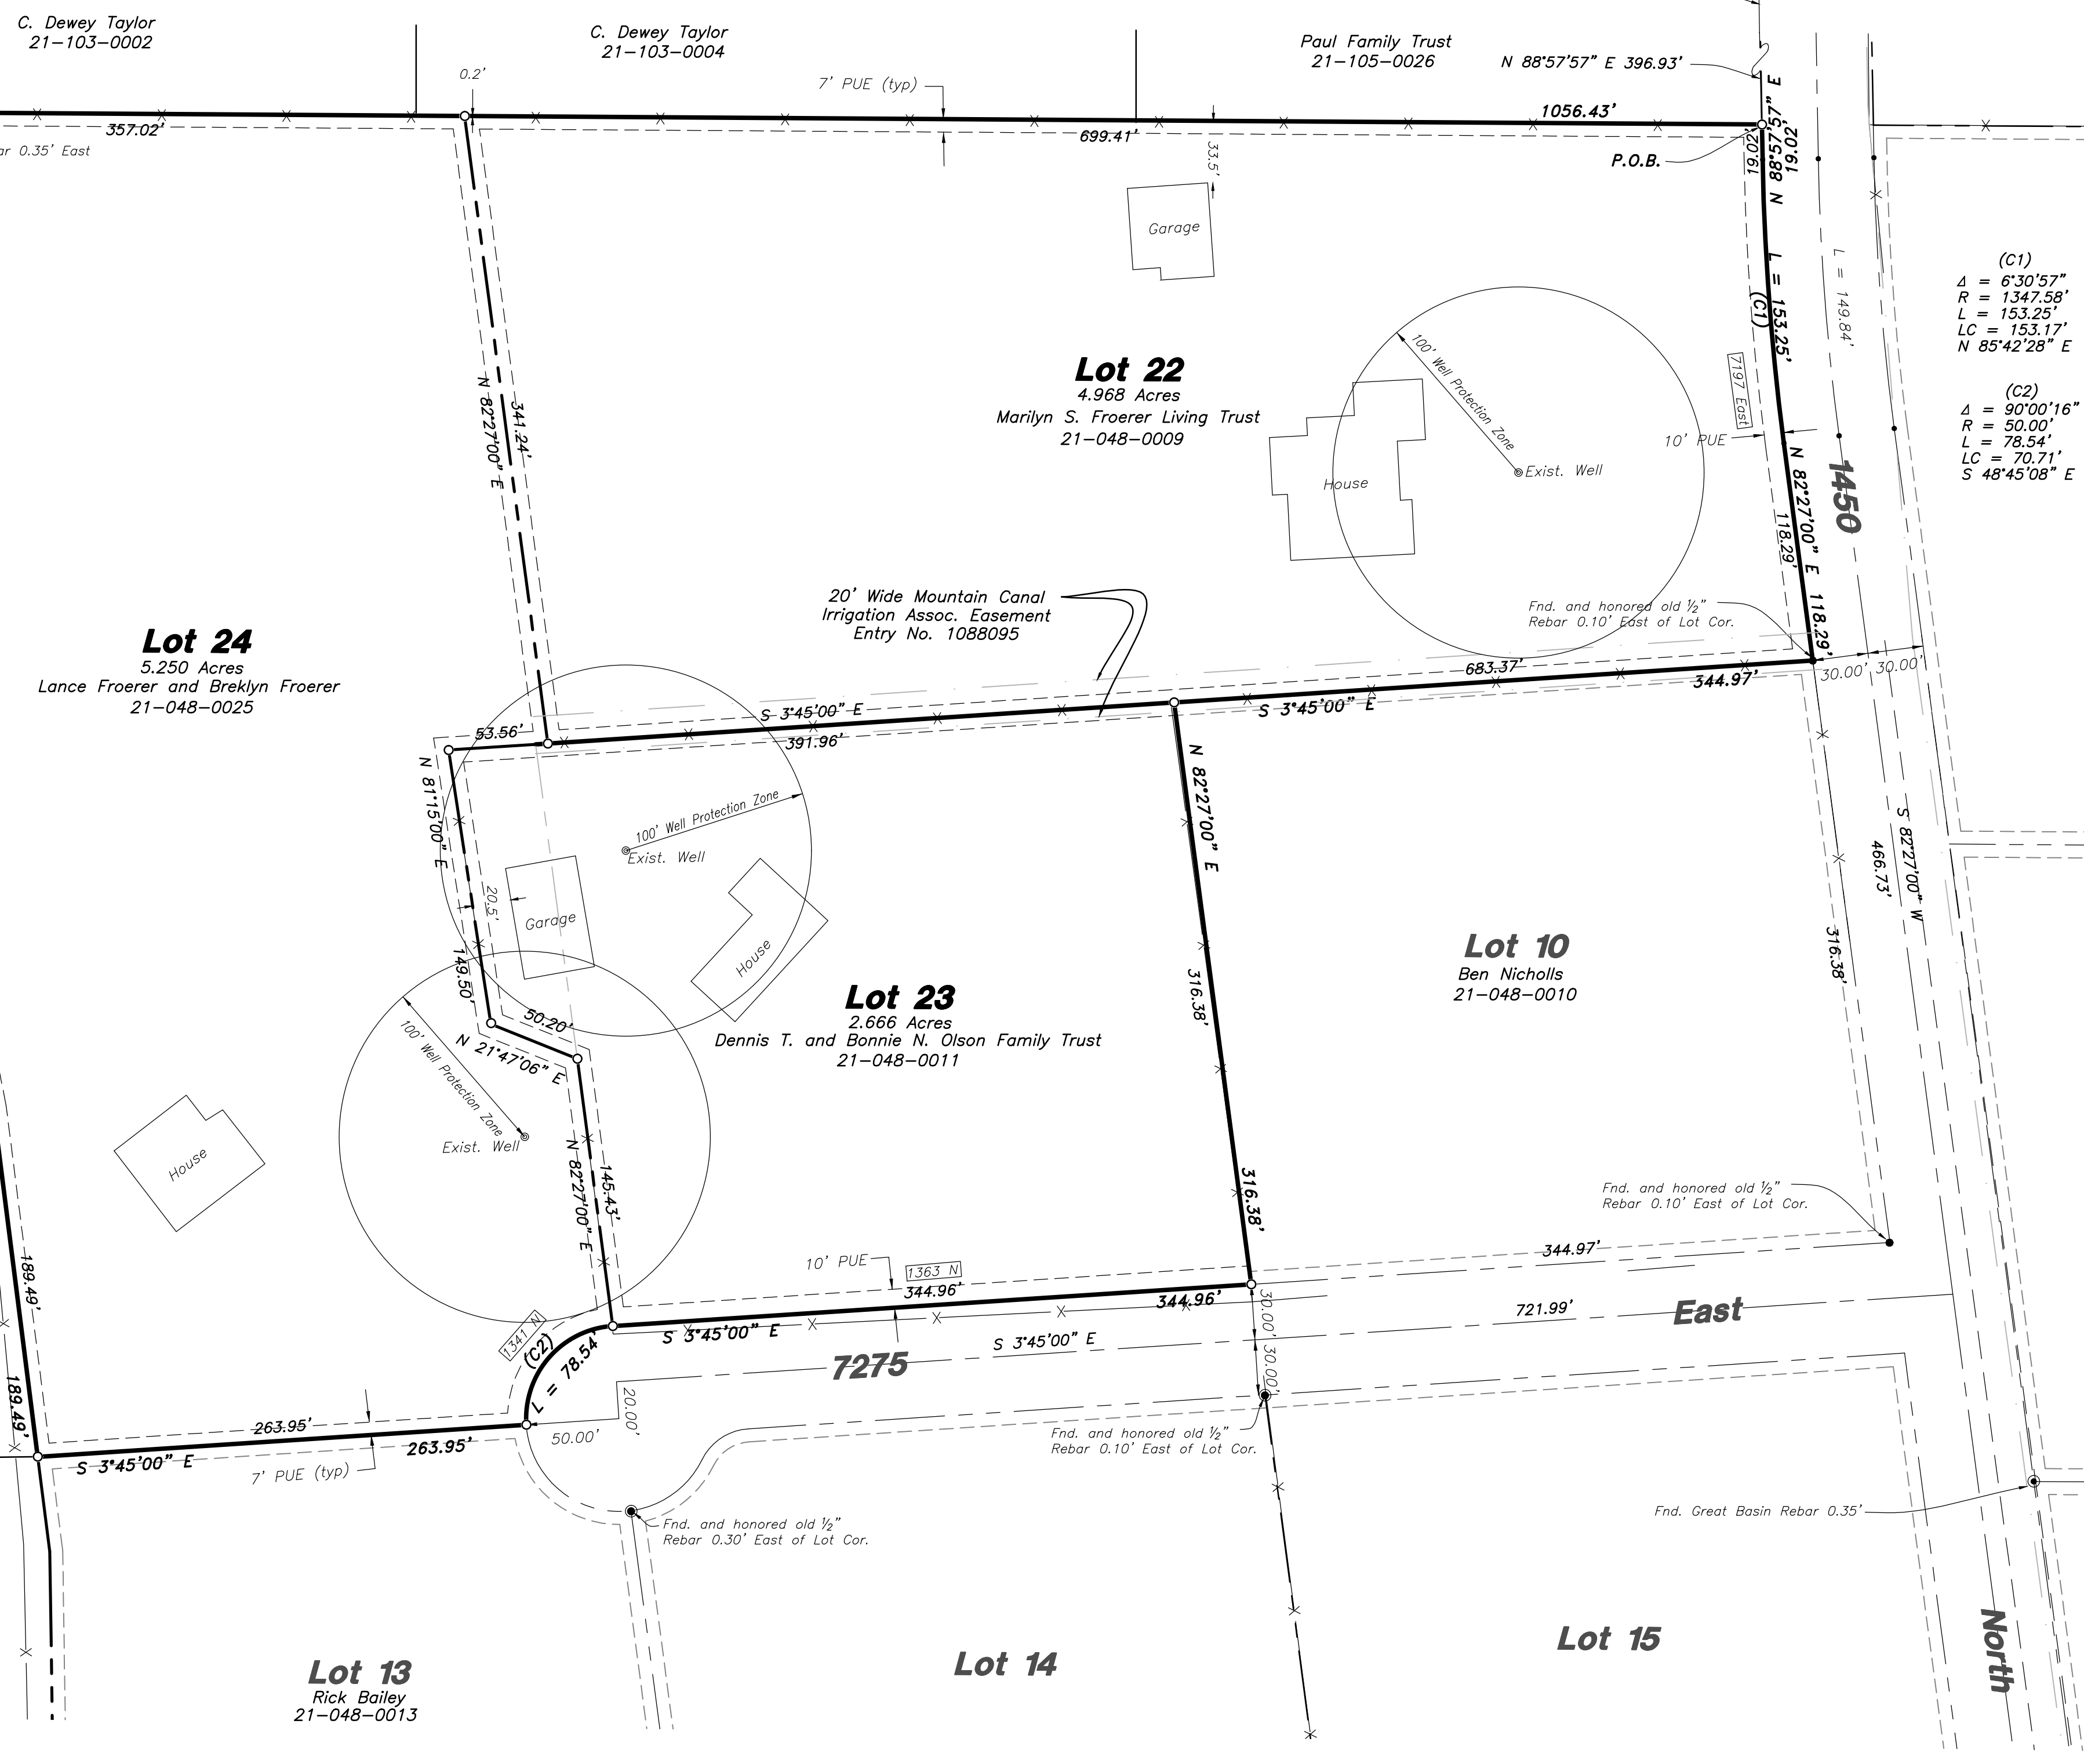 C. Dewey Taylor
21-103-0002
C. Dewey Taylor
21-103-0004
Paul Family Trust
21-105-0026
N 88°57'57" E 396.93'
0.2'
7' PUE (typ)
1056.43'
357.02'
699.41'
33.5'
P.O.B.
19.02'
N 88°57'57" E
19.02'
ar 0.35' East
Garage
L = 153.25'
(C1)
L = 149.84'
(C1)
Δ = 6°30'57"
R = 1347.58'
L = 153.25'
LC = 153.17'
N 85°42'28" E
(C2)
Δ = 90°00'16"
R = 50.00'
L = 78.54'
LC = 70.71'
S 48°45'08" E
N 82°27'00" E
341.24'
Lot 22
4.968 Acres
Marilyn S. Froerer Living Trust
21-048-0009
100' Well Protection Zone
Exist. Well
House
7197 East
10' PUE
N 82°27'00" E 118.29'
118.29'
1450
20' Wide Mountain Canal
Irrigation Assoc. Easement
Entry No. 1088095
Fnd. and honored old ½"
Rebar 0.10' East of Lot Cor.
Lot 24
5.250 Acres
Lance Froerer and Breklyn Froerer
21-048-0025
683.37'
344.97'
30.00'
30.00'
S 3°45'00" E
S 3°45'00" E
53.56'
391.96'
N 81°15'00" E
149.50'
100' Well Protection Zone
Exist. Well
20.5'
Garage
House
N 82°27'00" E
316.38'
316.38'
466.73'
S 82°27'00" W
316.38'
Lot 10
Ben Nicholls
21-048-0010
Lot 23
2.666 Acres
Dennis T. and Bonnie N. Olson Family Trust
21-048-0011
50.20'
N 21°47'06" E
100' Well Protection Zone
Exist. Well
N 82°27'00" E
145.43'
House
Fnd. and honored old ½"
Rebar 0.10' East of Lot Cor.
189.49'
189.49'
10' PUE
1363 N
344.96'
344.96'
344.97'
S 3°45'00" E
30.00'
30.00'
721.99'
East
1341 N
(C2)
L = 78.54'
S 3°45'00" E
7275
20.00'
50.00'
263.95'
263.95'
S 3°45'00" E
7' PUE (typ)
Fnd. and honored old ½"
Rebar 0.10' East of Lot Cor.
Fnd. and honored old ½"
Rebar 0.30' East of Lot Cor.
Fnd. Great Basin Rebar 0.35'
Lot 13
Rick Bailey
21-048-0013
Lot 14
Lot 15
North